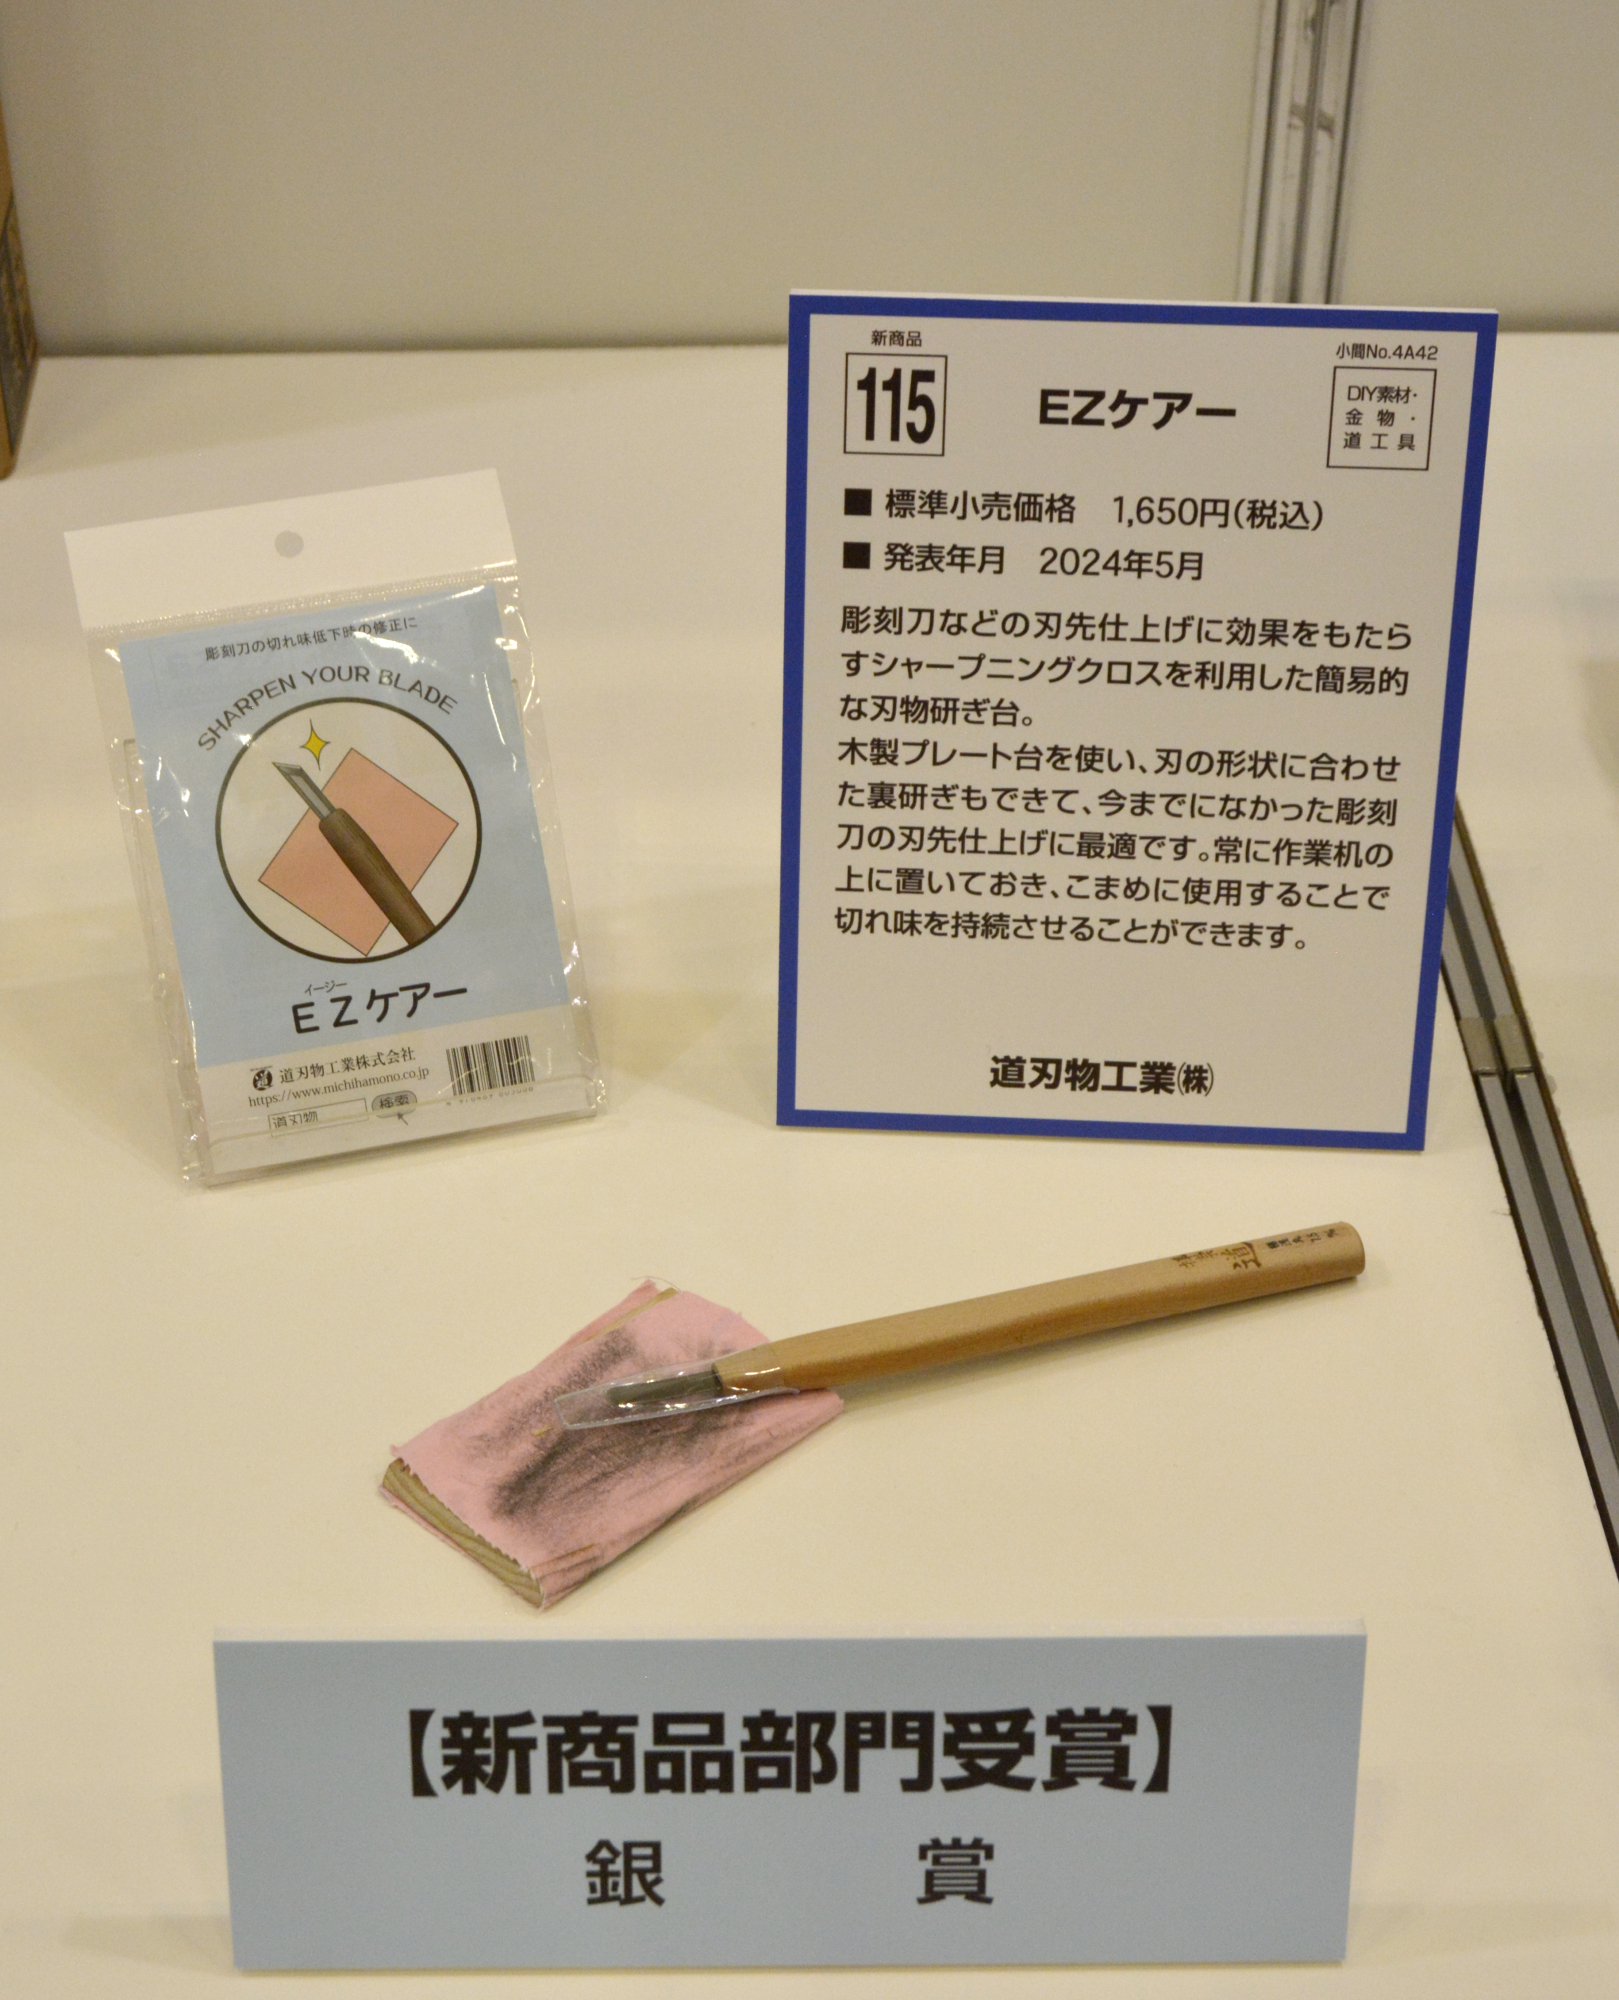 新商品
115
EZケアー
小間No.4A42
DIY素材・
金物・
道工具
■ 標準小売価格 1,650円(税込)
■ 発表年月 2024年5月
彫刻刀などの刃先仕上げに効果をもたら
すシャープニングクロスを利用した簡易的
な刃物研ぎ台。
木製プレート台を使い、刃の形状に合わせ
た裏研ぎもできて、今までになかった彫刻
刀の刃先仕上げに最適です。常に作業机の
上に置いておき、こまめに使用することで
切れ味を持続させることができます。
道刃物工業㈱
彫刻刀の切れ味低下時の修正に
SHARPEN YOUR BLADE
イージー
EZケアー
道刃物工業株式会社
https://www.michihamono.co.jp
道刃物 検索
【新商品部門受賞】
銀 賞